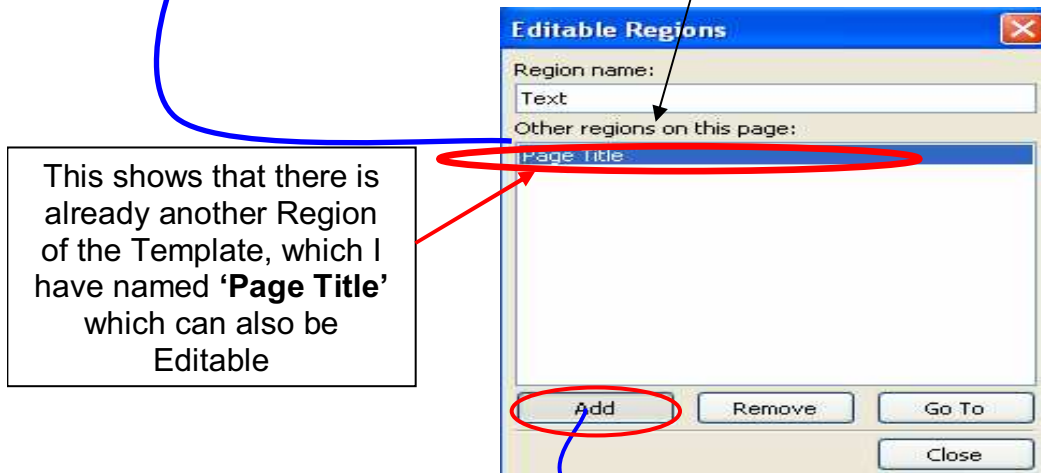 Editable Regions
Region name:
Text
Other regions on this page:
Page Title
This shows that there is
already another Region
of the Template, which I
have named ‘Page Title’
which can also be
Editable
Add
Remove
Go To
Close